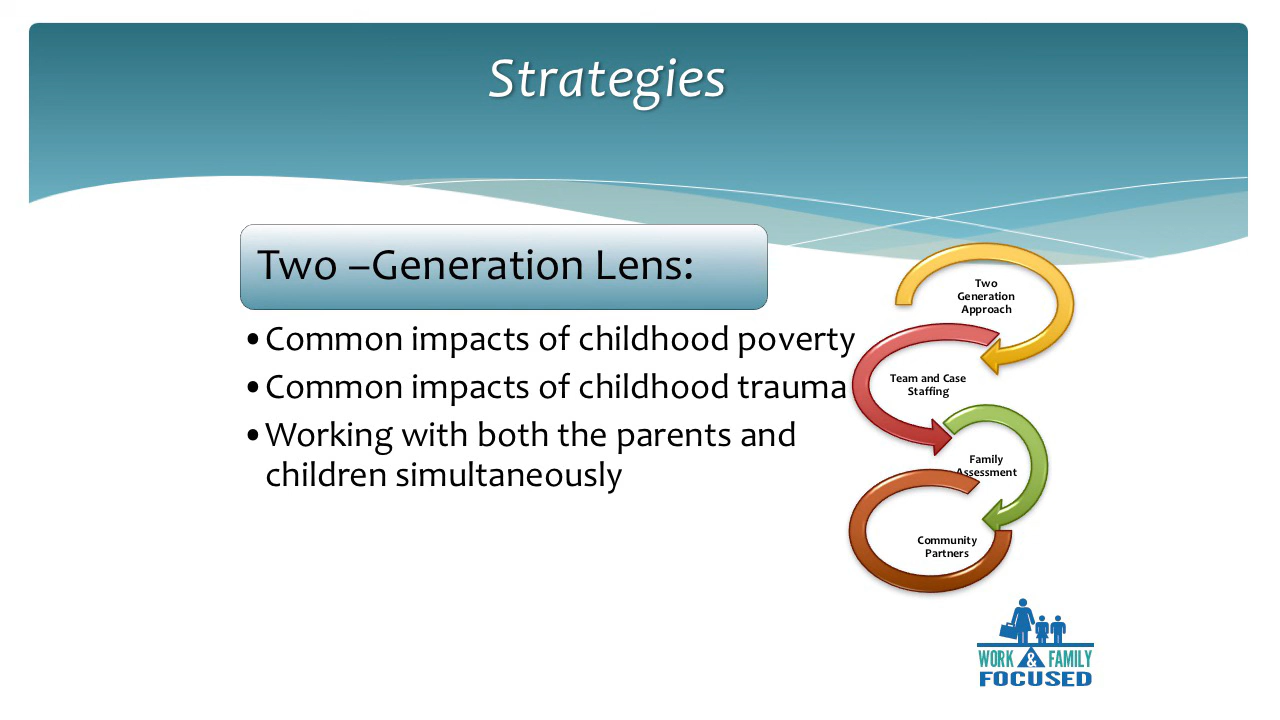 Strategies
Two –Generation Lens:
•Common impacts of childhood poverty
•Common impacts of childhood trauma
•Working with both the parents and
children simultaneously
Two
Generation
Approach
Team and Case
Staffing
Family
Assessment
Community
Partners
WORK & FAMILY
FOCUSED